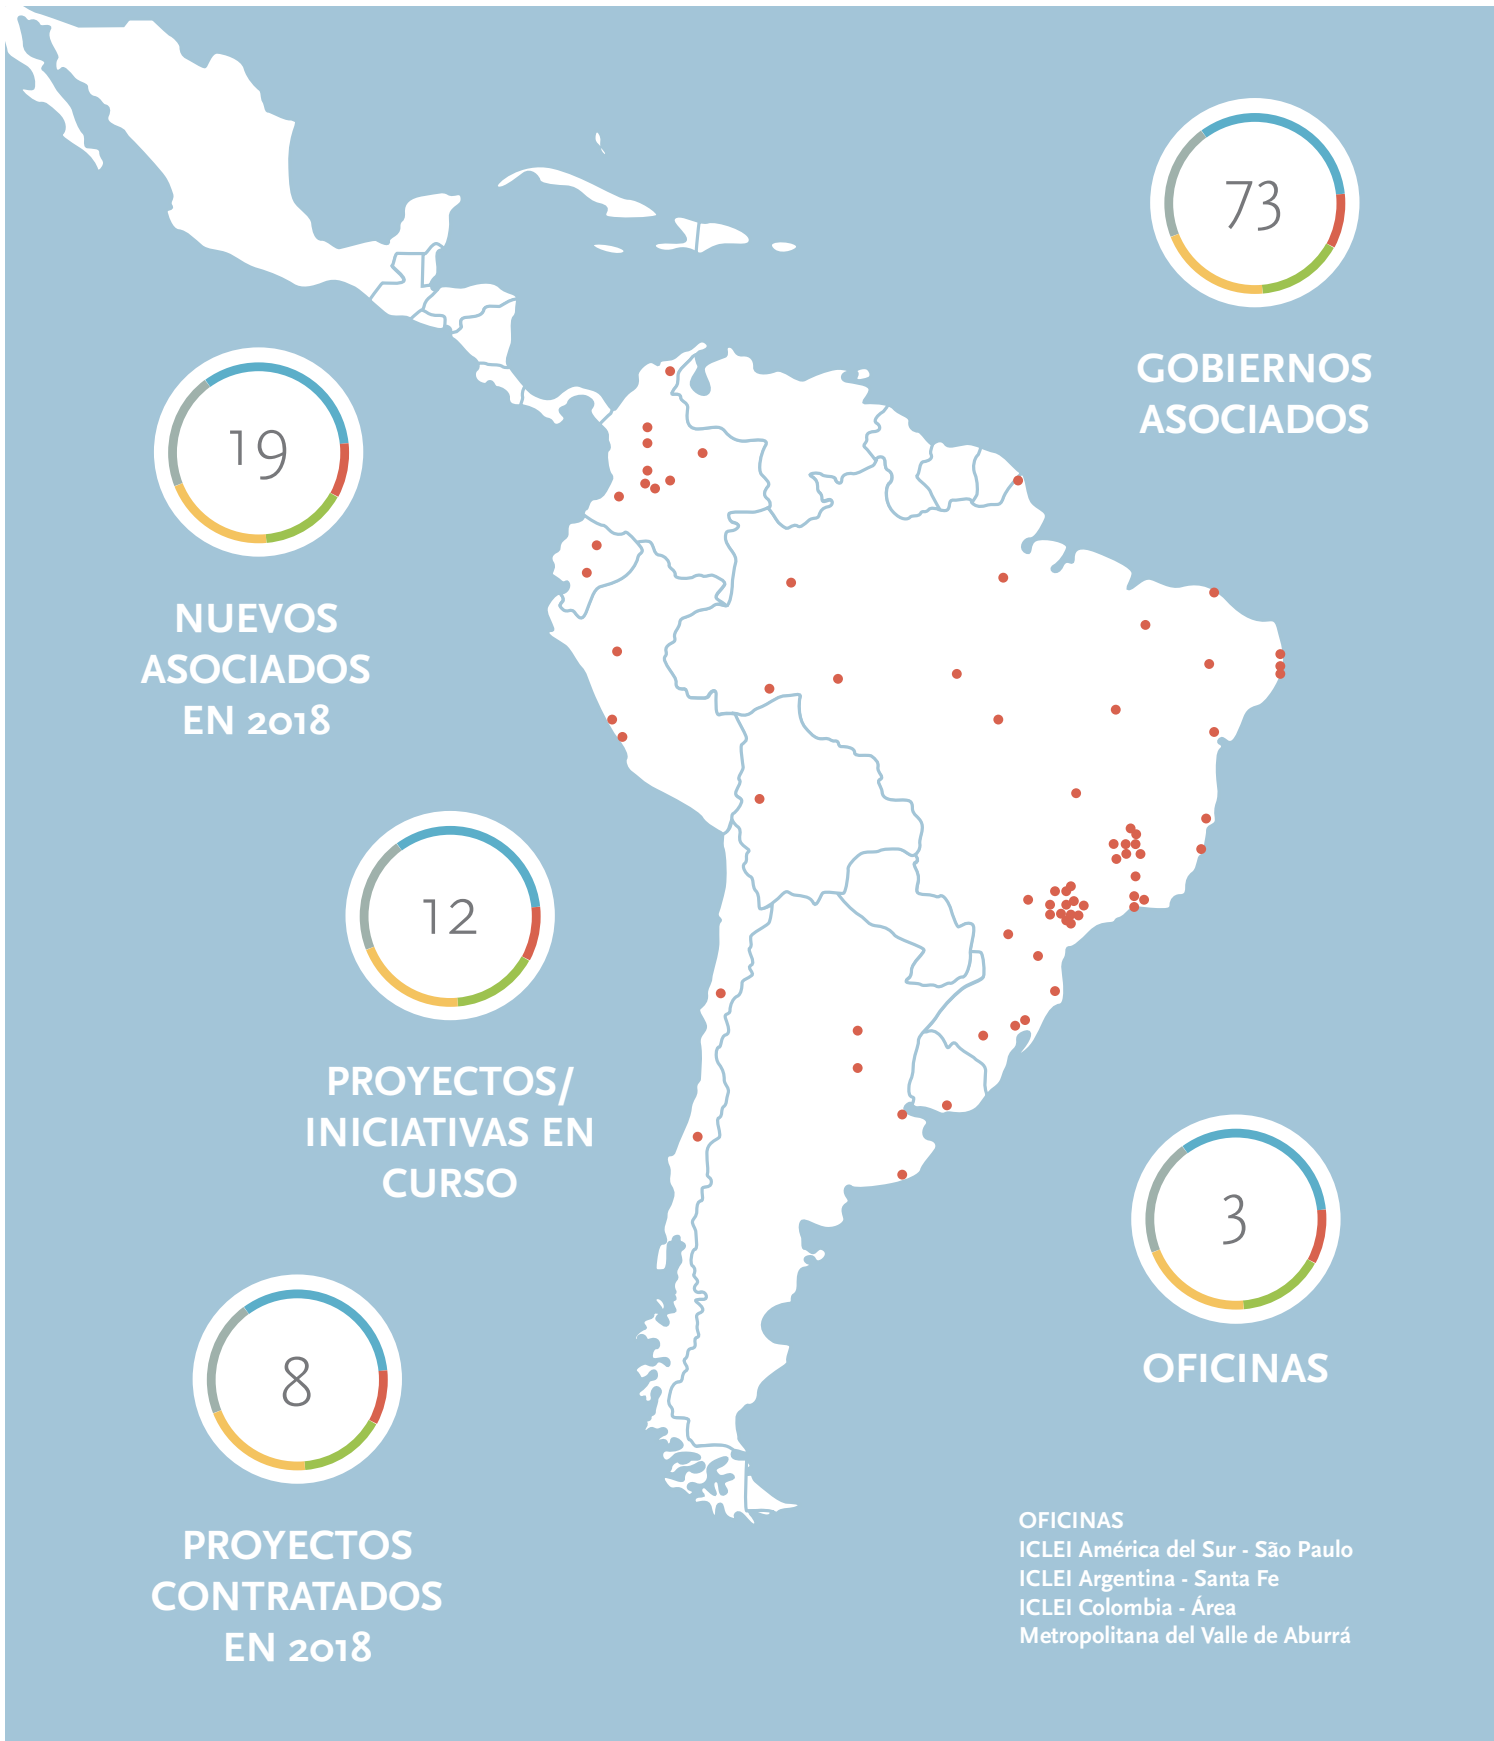 73
GOBIERNOS
ASOCIADOS
19
NUEVOS
ASOCIADOS
EN 2018
12
PROYECTOS/
INICIATIVAS EN
CURSO
3
OFICINAS
8
PROYECTOS
CONTRATADOS
EN 2018
OFICINAS
ICLEI América del Sur - São Paulo
ICLEI Argentina - Santa Fe
ICLEI Colombia - Área
Metropolitana del Valle de Aburrá